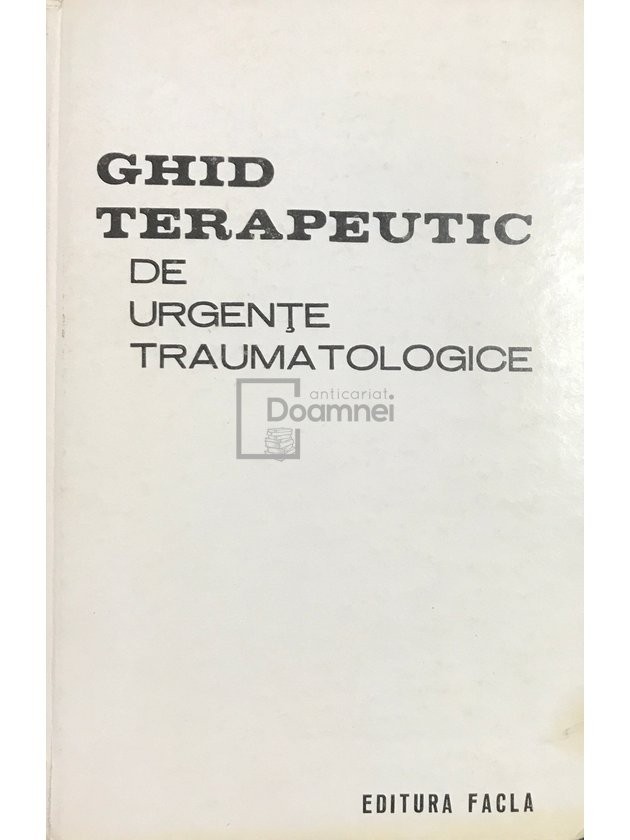 GHID
TERAPEUTIC
DE
URGENŢE
TRAUMATOLOGICE
anticariat
Doamnei
EDITURA FACLA